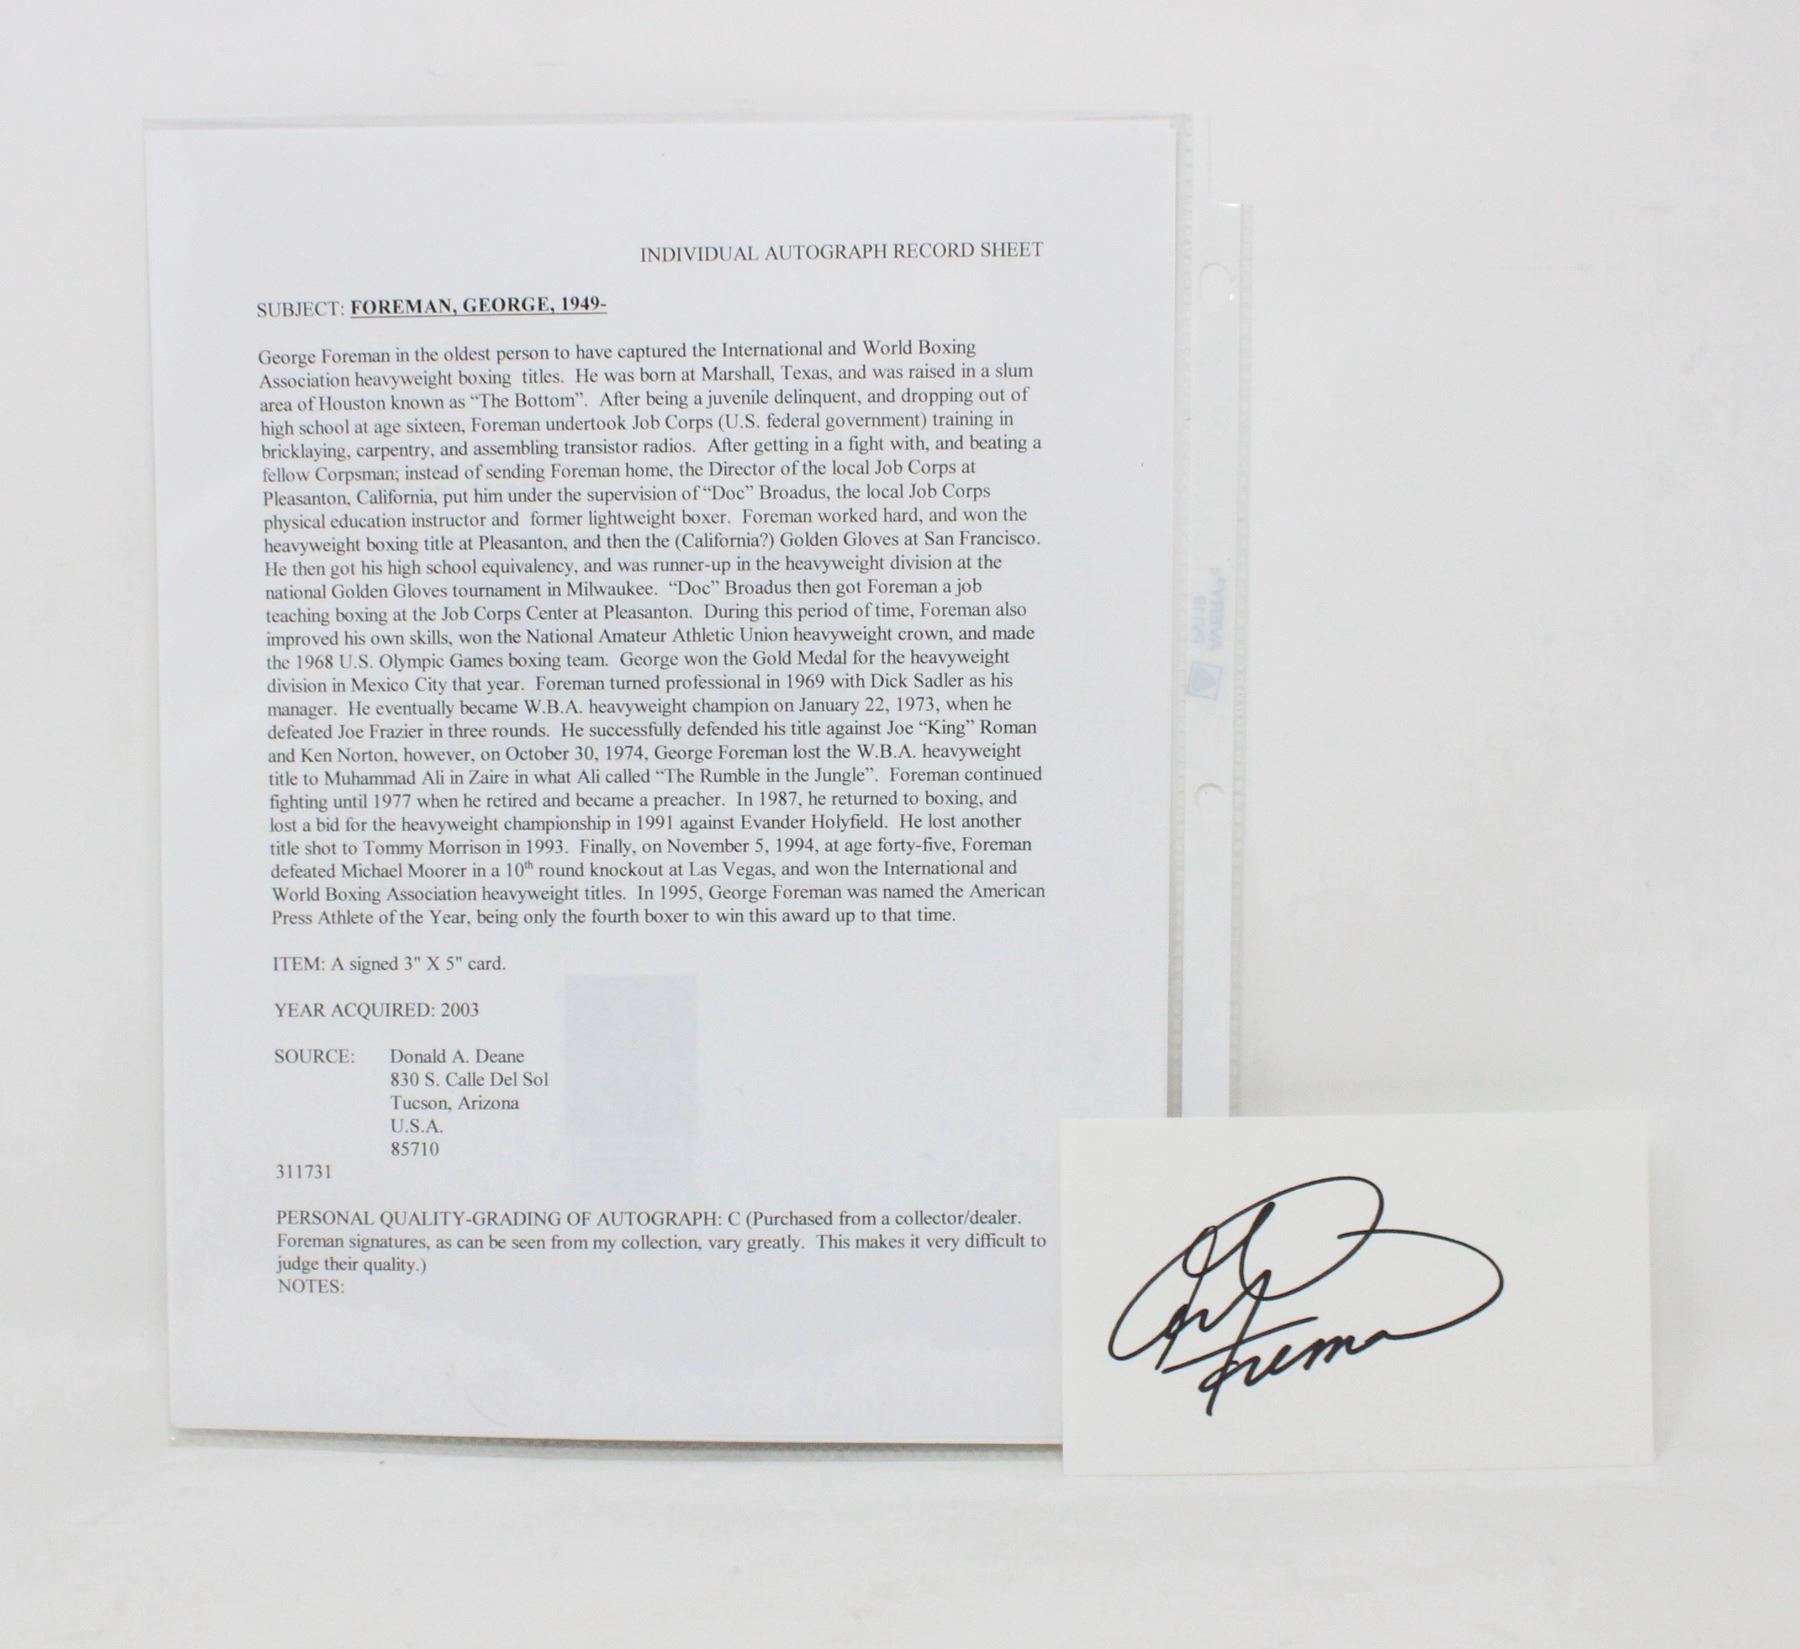 INDIVIDUAL AUTOGRAPH RECORD SHEET
SUBJECT: FOREMAN, GEORGE, 1949-
George Foreman in the oldest person to have captured the International and World Boxing
Association heavyweight boxing titles. He was born at Marshall, Texas, and was raised in a slum
area of Houston known as “The Bottom”. After being a juvenile delinquent, and dropping out of
high school at age sixteen, Foreman undertook Job Corps (U.S. federal government) training in
bricklaying, carpentry, and assembling transistor radios. After getting in a fight with, and beating a
fellow Corpsman; instead of sending Foreman home, the Director of the local Job Corps at
Pleasanton, California, put him under the supervision of “Doc” Broadus, the local Job Corps
physical education instructor and former lightweight boxer. Foreman worked hard, and won the
heavyweight boxing title at Pleasanton, and then the (California?) Golden Gloves at San Francisco.
He then got his high school equivalency, and was runner-up in the heavyweight division at the
national Golden Gloves tournament in Milwaukee. “Doc” Broadus then got Foreman a job
teaching boxing at the Job Corps Center at Pleasanton. During this period of time, Foreman also
improved his own skills, won the National Amateur Athletic Union heavyweight crown, and made
the 1968 U.S. Olympic Games boxing team. George won the Gold Medal for the heavyweight
division in Mexico City that year. Foreman turned professional in 1969 with Dick Sadler as his
manager. He eventually became W.B.A. heavyweight champion on January 22, 1973, when he
defeated Joe Frazier in three rounds. He successfully defended his title against Joe “King” Roman
and Ken Norton, however, on October 30, 1974, George Foreman lost the W.B.A. heavyweight
title to Muhammad Ali in Zaire in what Ali called “The Rumble in the Jungle”. Foreman continued
fighting until 1977 when he retired and became a preacher. In 1987, he returned to boxing, and
lost a bid for the heavyweight championship in 1991 against Evander Holyfield. He lost another
title shot to Tommy Morrison in 1993. Finally, on November 5, 1994, at age forty-five, Foreman
defeated Michael Moorer in a 10th round knockout at Las Vegas, and won the International and
World Boxing Association heavyweight titles. In 1995, George Foreman was named the American
Press Athlete of the Year, being only the fourth boxer to win this award up to that time.
ITEM: A signed 3" X 5" card.
YEAR ACQUIRED: 2003
SOURCE: Donald A. Deane
830 S. Calle Del Sol
Tucson, Arizona
U.S.A.
85710
311731
PERSONAL QUALITY-GRADING OF AUTOGRAPH: C (Purchased from a collector/dealer.
Foreman signatures, as can be seen from my collection, vary greatly. This makes it very difficult to
judge their quality.)
NOTES:
Foreman